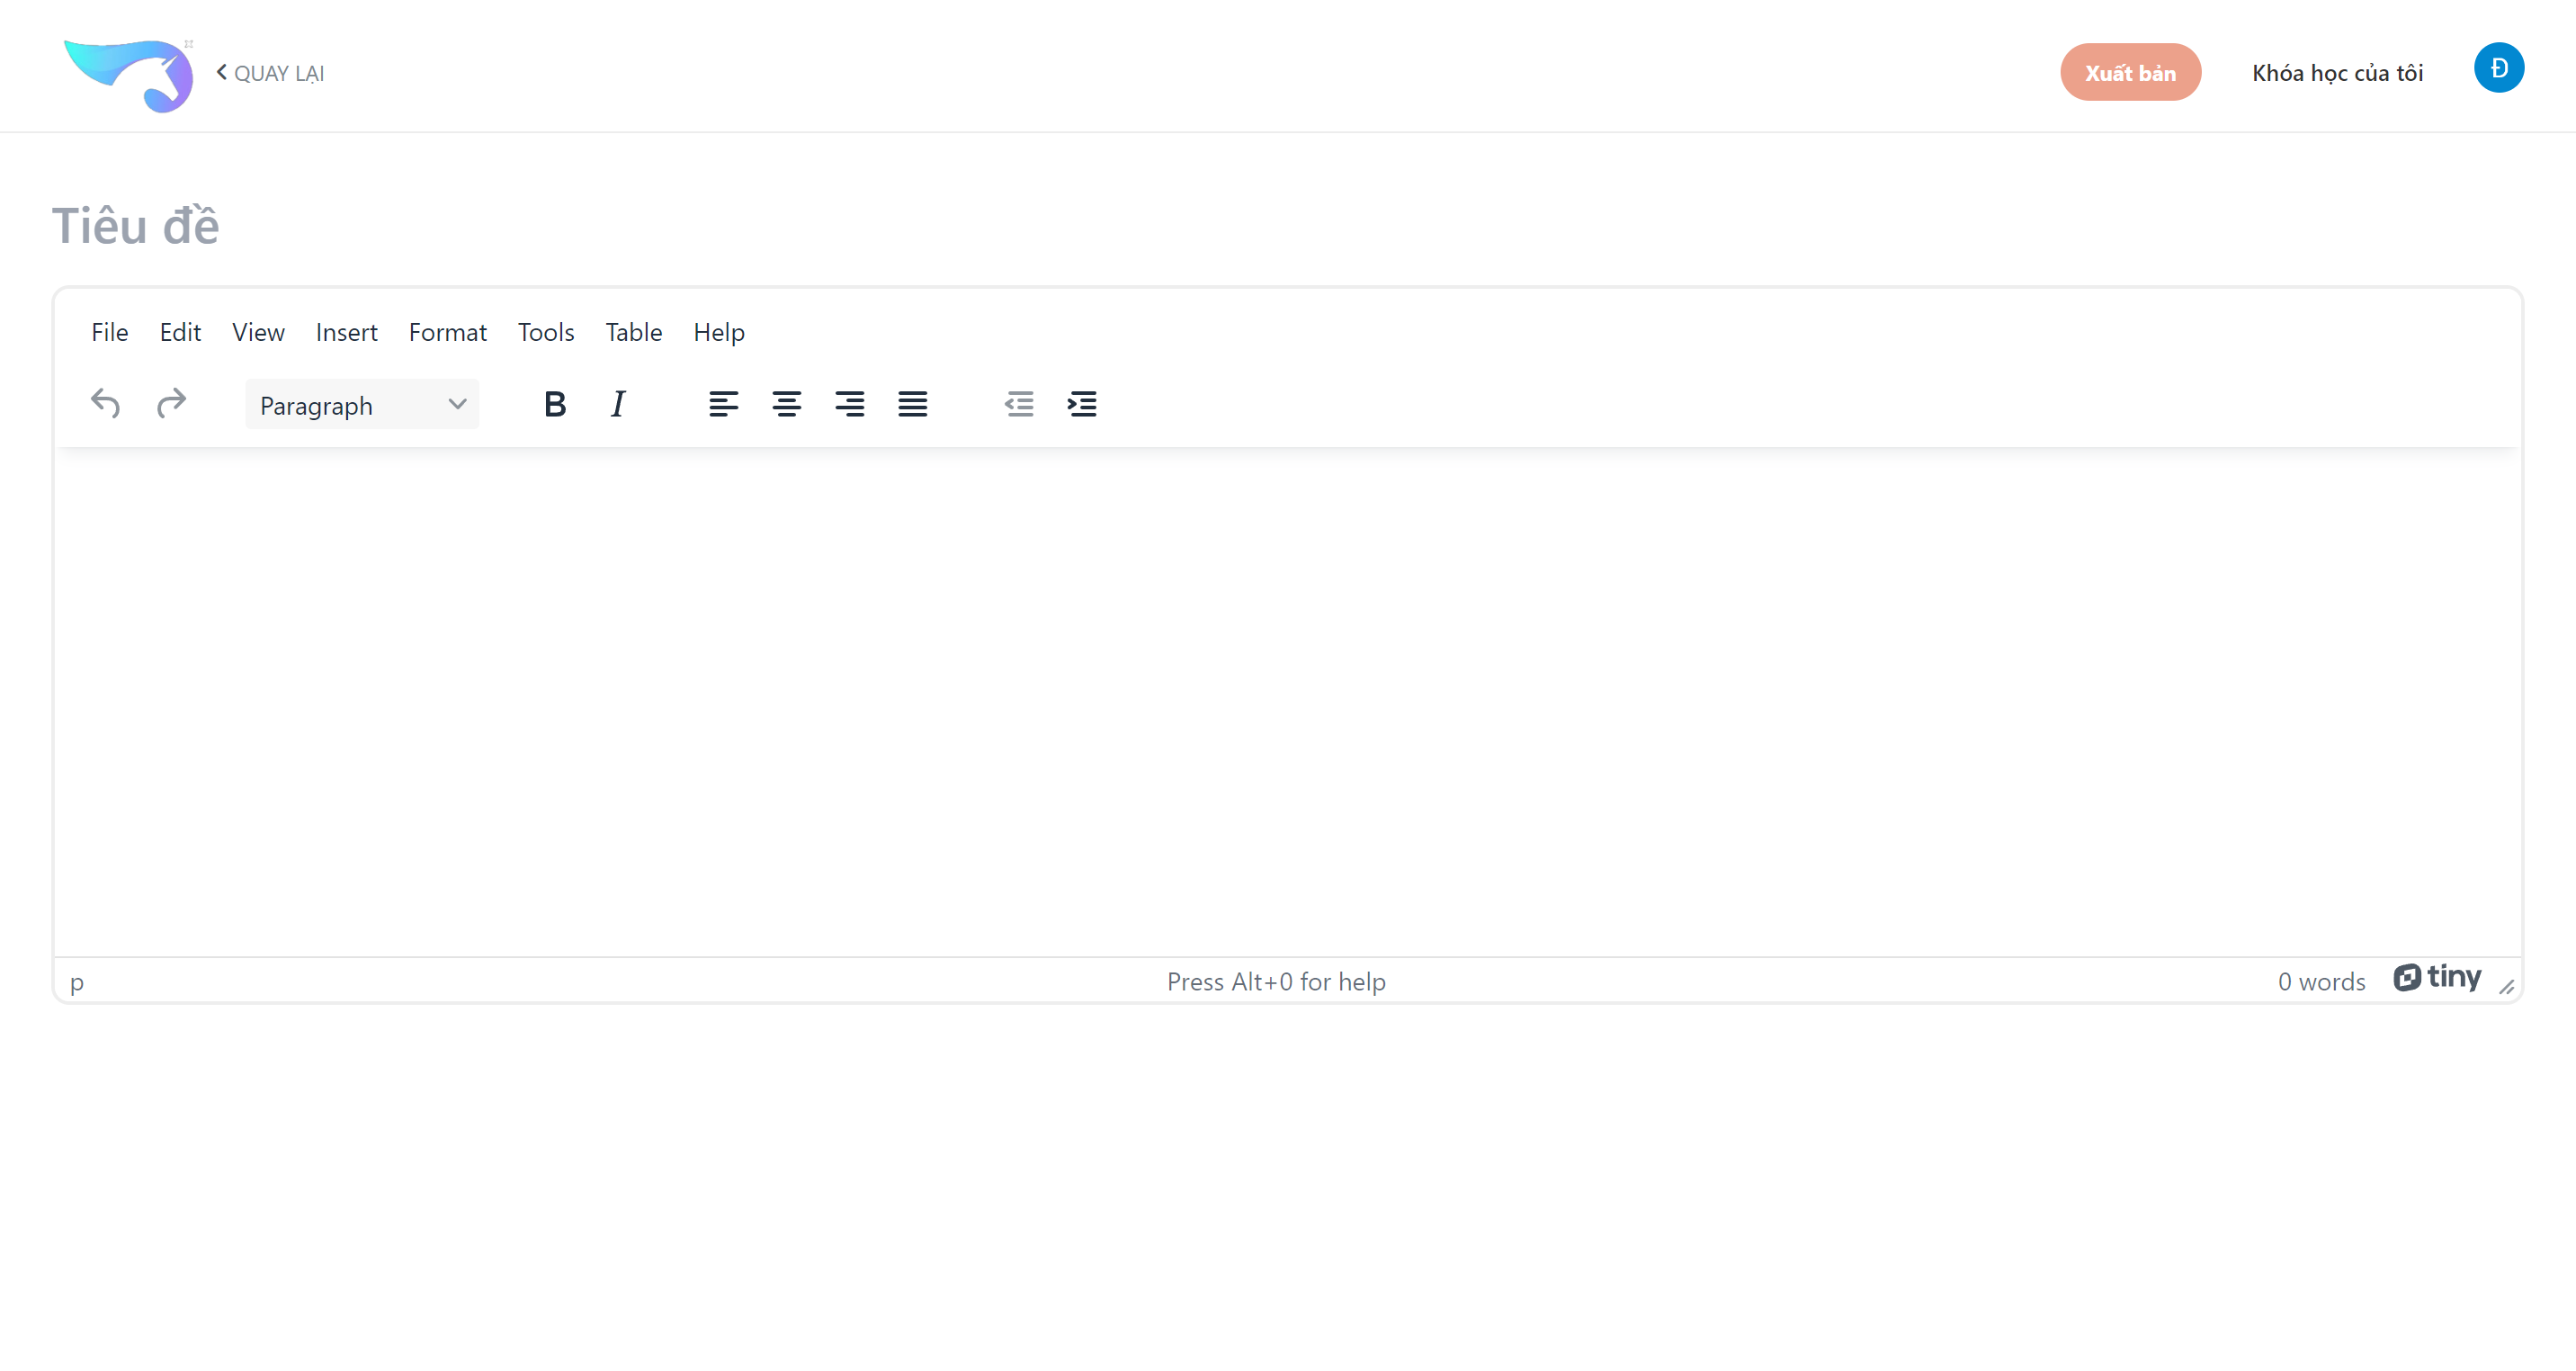 QUAY LẠI
Xuất bản
Khóa học của tôi
Đ
Tiêu đề
File Edit View Insert Format Tools Table Help
Paragraph B I
p
Press Alt+0 for help
0 words
tiny